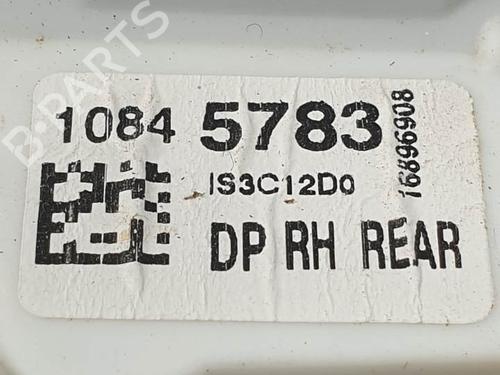 1084 5783
IS3C12D0
DP RH REAR
16896908
B-PARTS